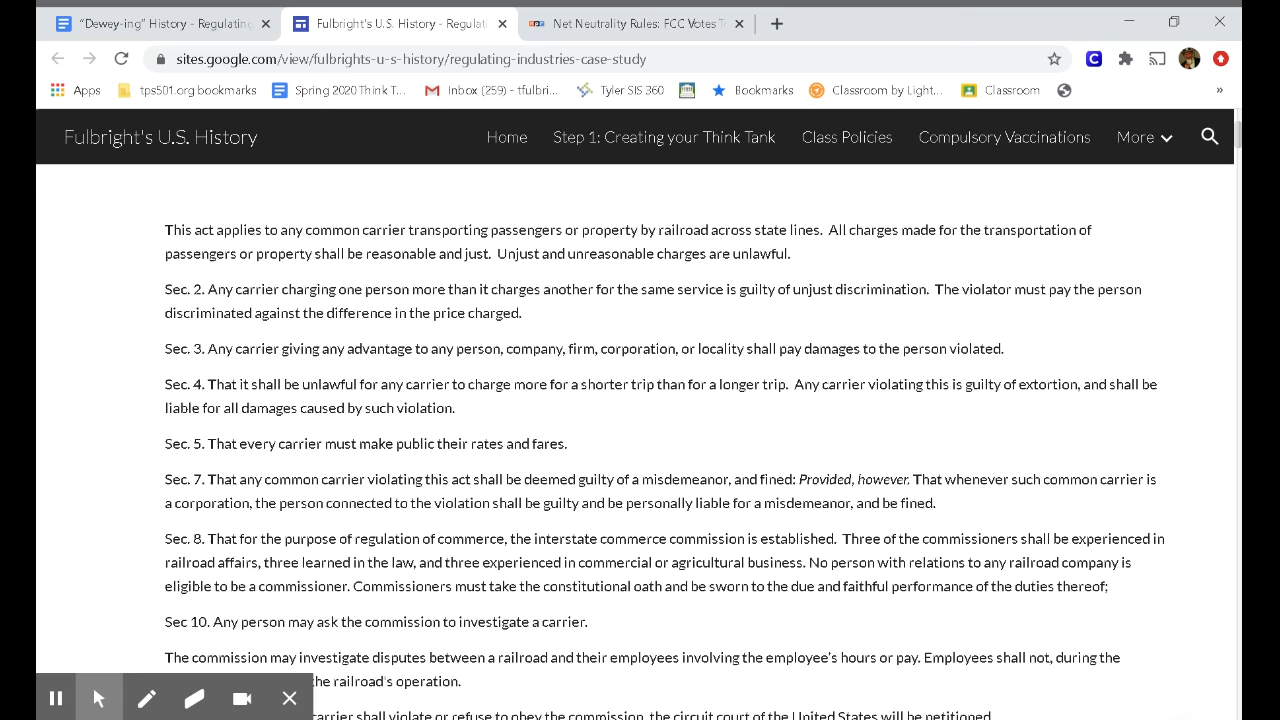 "Dewey-ing" History - Regulating
Fulbright's U.S. History - Regulati
Net Neutrality Rules: FCC Votes T
sites.google.com/view/fulbrights-u-s-history/regulating-industries-case-study
Apps
tps501.org bookmarks
Spring 2020 Think T...
Inbox (259) - tfulbri...
Tyler SIS 360
Bookmarks
Classroom by Light...
Classroom
»
Fulbright's U.S. History
Home
Step 1: Creating your Think Tank
Class Policies
Compulsory Vaccinations
More
This act applies to any common carrier transporting passengers or property by railroad across state lines. All charges made for the transportation of
passengers or property shall be reasonable and just. Unjust and unreasonable charges are unlawful.
Sec. 2. Any carrier charging one person more than it charges another for the same service is guilty of unjust discrimination. The violator must pay the person
discriminated against the difference in the price charged.
Sec. 3. Any carrier giving any advantage to any person, company, firm, corporation, or locality shall pay damages to the person violated.
Sec. 4. That it shall be unlawful for any carrier to charge more for a shorter trip than for a longer trip. Any carrier violating this is guilty of extortion, and shall be
liable for all damages caused by such violation.
Sec. 5. That every carrier must make public their rates and fares.
Sec. 7. That any common carrier violating this act shall be deemed guilty of a misdemeanor, and fined: Provided, however. That whenever such common carrier is
a corporation, the person connected to the violation shall be guilty and be personally liable for a misdemeanor, and be fined.
Sec. 8. That for the purpose of regulation of commerce, the interstate commerce commission is established. Three of the commissioners shall be experienced in
railroad affairs, three learned in the law, and three experienced in commercial or agricultural business. No person with relations to any railroad company is
eligible to be a commissioner. Commissioners must take the constitutional oath and be sworn to the due and faithful performance of the duties thereof;
Sec 10. Any person may ask the commission to investigate a carrier.
The commission may investigate disputes between a railroad and their employees involving the employee's hours or pay. Employees shall not, during the
the railroad's operation.
carrier shall violate or refuse to obey the commission, the circuit court of the United States will be petitioned